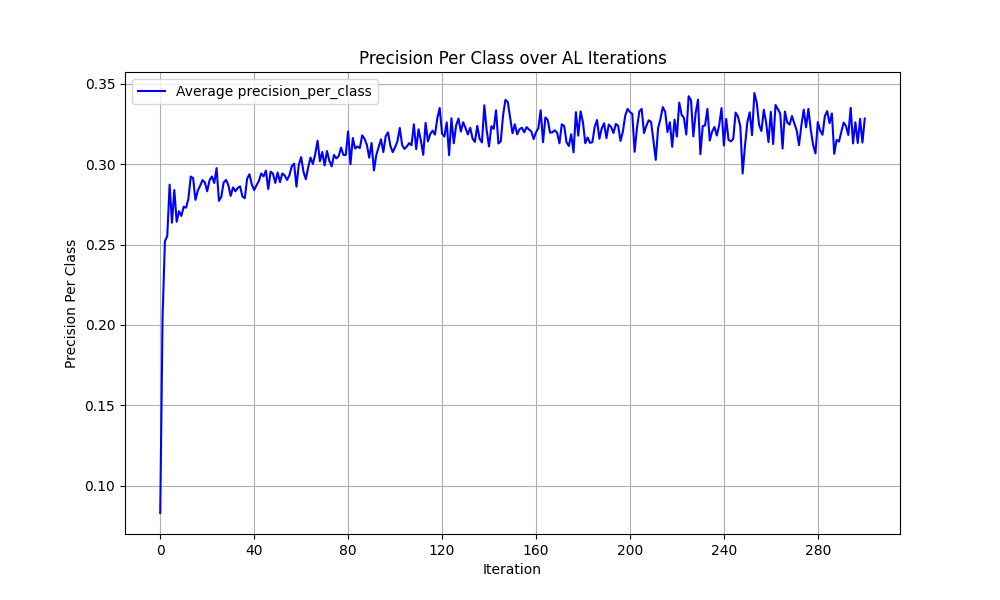 Precision Per Class over AL Iterations
0.35
Average precision_per_class
0.30
0.25
Precision Per Class
0.20
0.15
0.10
0 40 80 120 160 200 240 280
Iteration